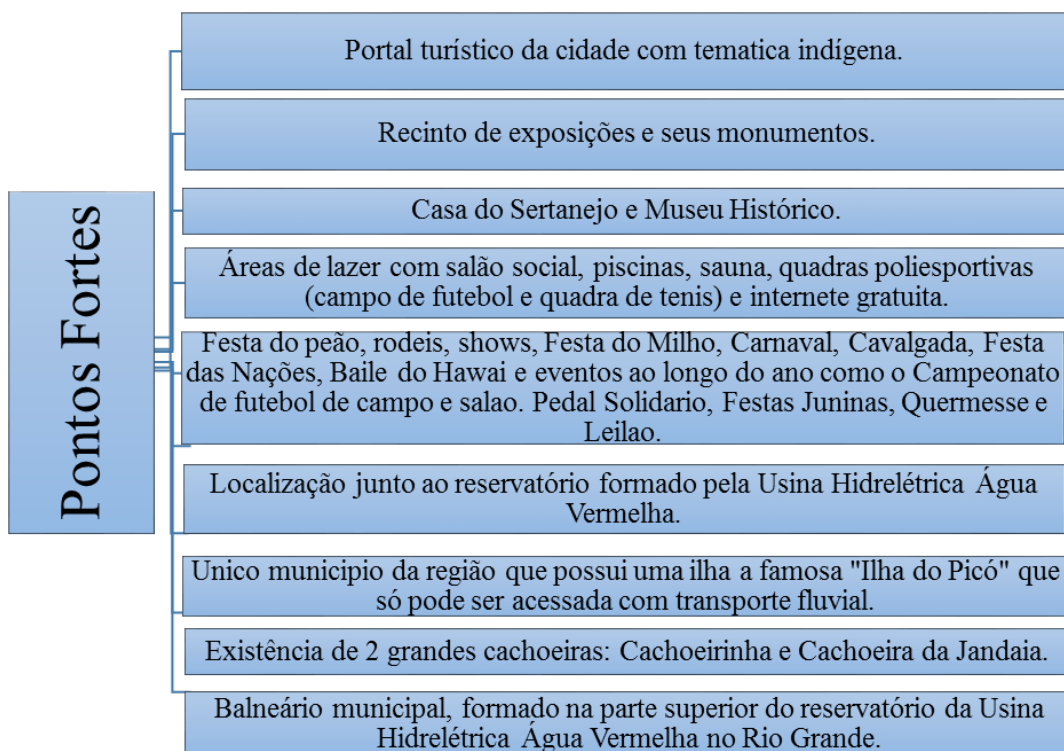 Pontos Fortes
Portal turístico da cidade com tematica indígena.
Recinto de exposições e seus monumentos.
Casa do Sertanejo e Museu Histórico.
Áreas de lazer com salão social, piscinas, sauna, quadras poliesportivas
(campo de futebol e quadra de tenis) e internete gratuita.
Festa do peão, rodeis, shows, Festa do Milho, Carnaval, Cavalgada, Festa
das Nações, Baile do Hawai e eventos ao longo do ano como o Campeonato
de futebol de campo e salao. Pedal Solidario, Festas Juninas, Quermesse e
Leilao.
Localização junto ao reservatório formado pela Usina Hidrelétrica Água
Vermelha.
Unico municipio da região que possui uma ilha a famosa "Ilha do Picó" que
só pode ser acessada com transporte fluvial.
Existência de 2 grandes cachoeiras: Cachoeirinha e Cachoeira da Jandaia.
Balneário municipal, formado na parte superior do reservatório da Usina
Hidrelétrica Água Vermelha no Rio Grande.